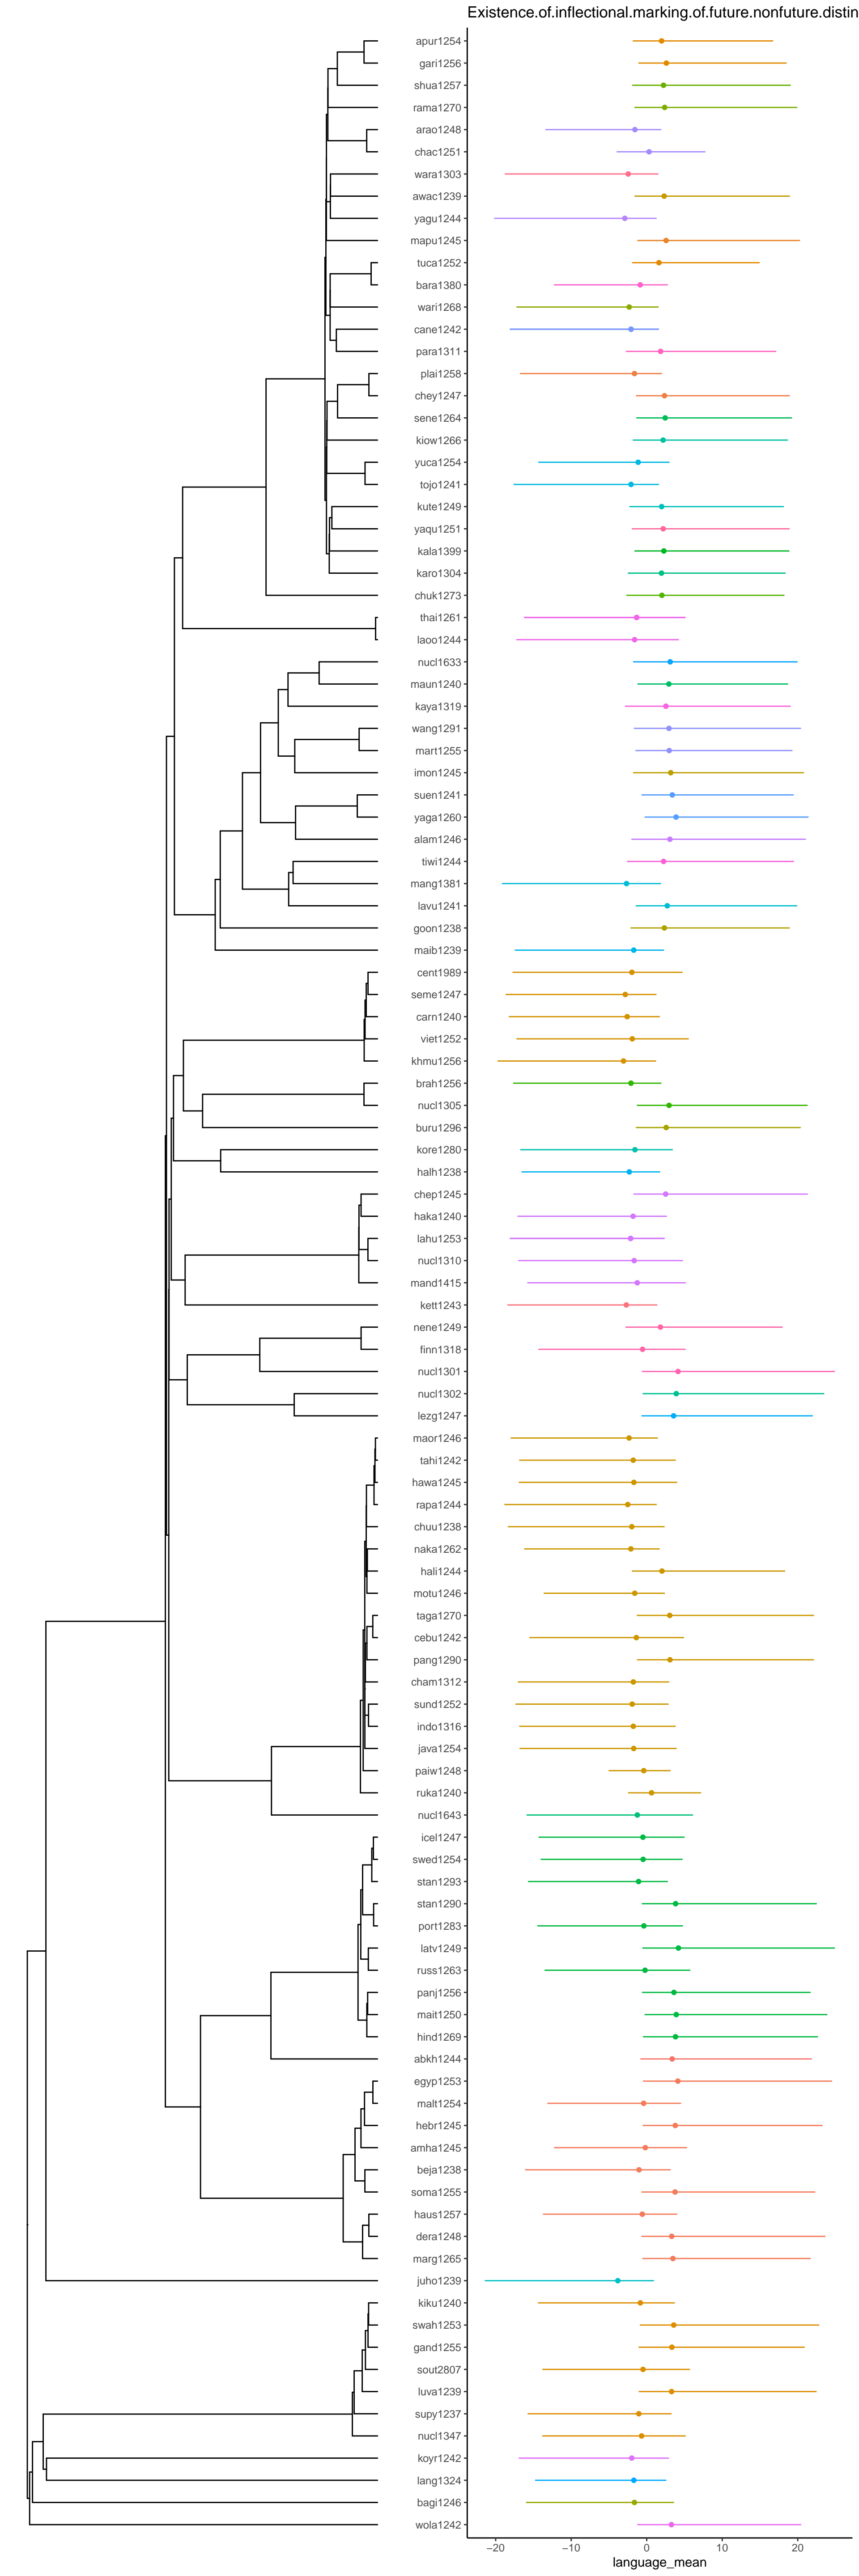 Existence.of.inflectional.marking.of.future.nonfuture.distin
apur1254
gari1256
shua1257
rama1270
arao1248
chac1251
wara1303
awac1239
yagu1244
mapu1245
tuca1252
bara1380
wari1268
cane1242
para1311
plai1258
chey1247
sene1264
kiow1266
yuca1254
tojo1241
kute1249
yaqu1251
kala1399
karo1304
chuk1273
thai1261
laoo1244
nucl1633
maun1240
kaya1319
wang1291
mart1255
imon1245
suen1241
yaga1260
alam1246
tiwi1244
mang1381
lavu1241
goon1238
maib1239
cent1989
seme1247
carn1240
viet1252
khmu1256
brah1256
nucl1305
buru1296
kore1280
halh1238
chep1245
haka1240
lahu1253
nucl1310
mand1415
kett1243
nene1249
finn1318
nucl1301
nucl1302
lezg1247
maor1246
tahi1242
hawa1245
rapa1244
chuu1238
naka1262
hali1244
motu1246
taga1270
cebu1242
pang1290
cham1312
sund1252
indo1316
java1254
paiw1248
ruka1240
nucl1643
icel1247
swed1254
stan1293
stan1290
port1283
latv1249
russ1263
panj1256
mait1250
hind1269
abkh1244
egyp1253
malt1254
hebr1245
amha1245
beja1238
soma1255
haus1257
dera1248
marg1265
juho1239
kiku1240
swah1253
gand1255
sout2807
luva1239
supy1237
nucl1347
koyr1242
lang1324
bagi1246
wola1242
−20 −10 0 10 20
language_mean